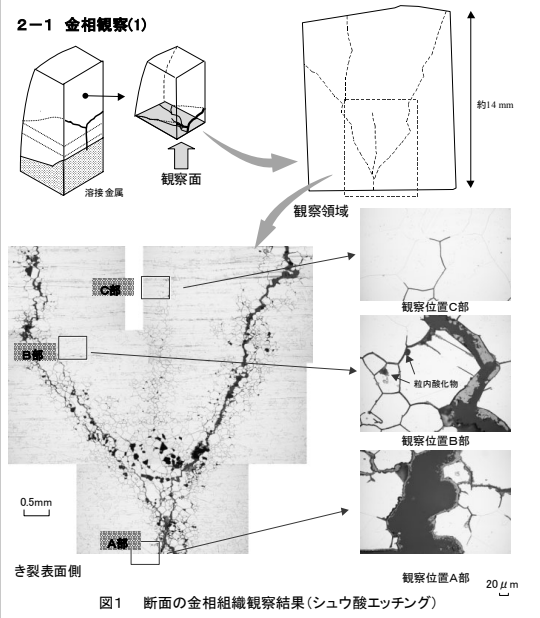 2－1 金相観察(1)
溶接金属
観察面
約14 mm
観察領域
C部
観察位置C部
B部
粒内酸化物
観察位置B部
0.5mm
A部
き裂表面側
観察位置A部
20μm
図1 断面の金相組織観察結果(シュウ酸エッチング)